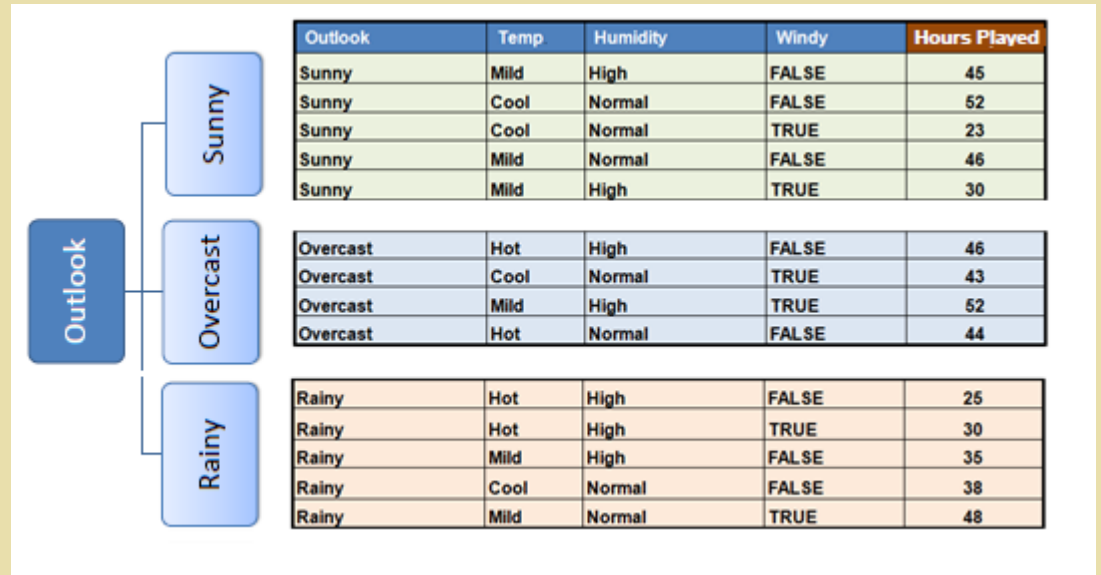 Outlook Temp Humidity Windy Hours Played
Sunny
Sunny Mild High FALSE 45
Sunny Cool Normal FALSE 52
Sunny Cool Normal TRUE 23
Sunny Mild Normal FALSE 46
Sunny Mild High TRUE 30
Outlook
Overcast
Overcast Hot High FALSE 46
Overcast Cool Normal TRUE 43
Overcast Mild High TRUE 52
Overcast Hot Normal FALSE 44
Rainy
Rainy Hot High FALSE 25
Rainy Hot High TRUE 30
Rainy Mild High FALSE 35
Rainy Cool Normal FALSE 38
Rainy Mild Normal TRUE 48